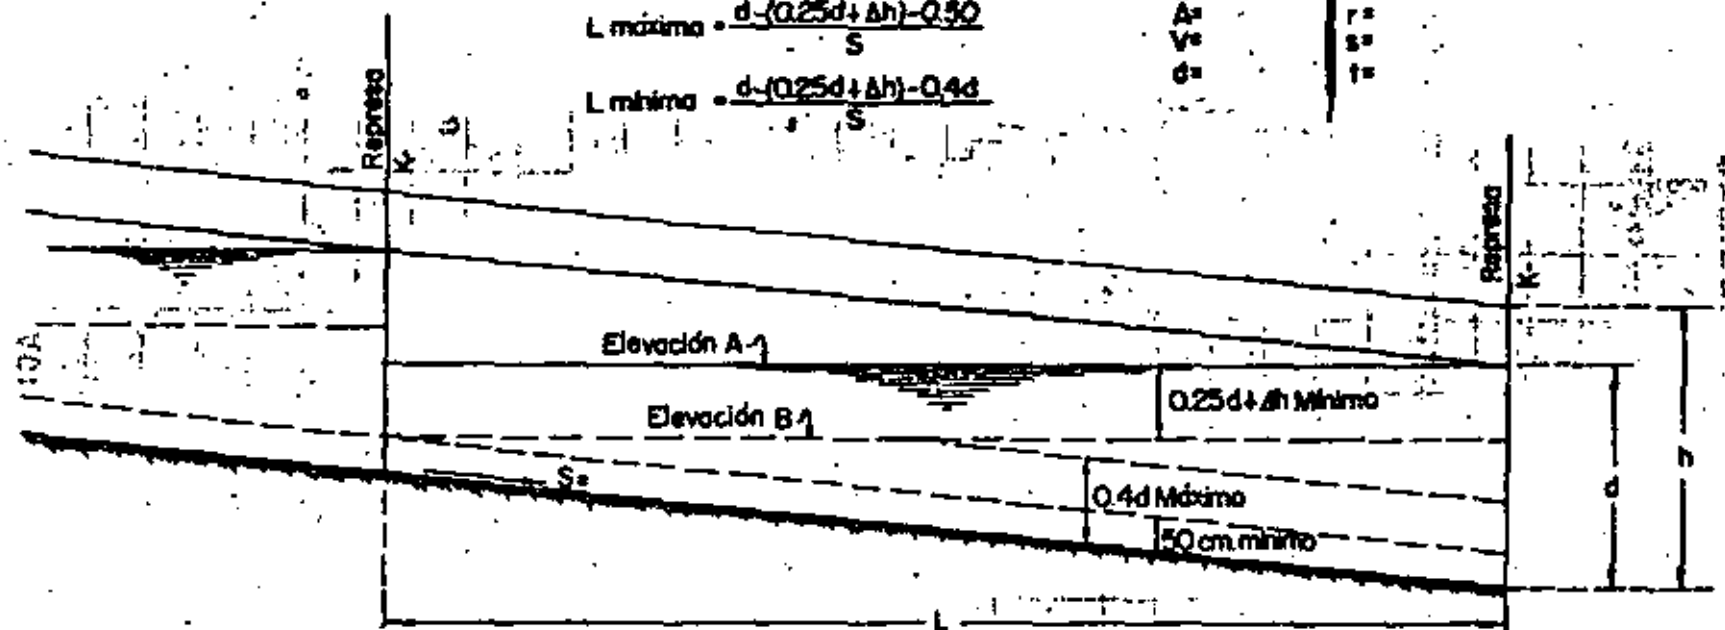 L máxima = d-(0.25d+Δh)-0.50
S
L mínima = d-(0.25d+Δh)-0.4d
S
A=
V=
d=
r=
s=
t=
Represa
K-
Represa
K-
Elevación A
0.25d+Δh Mínimo
Elevación B
S=
0.4d Máximo
50 cm. mínimo
d
h
L